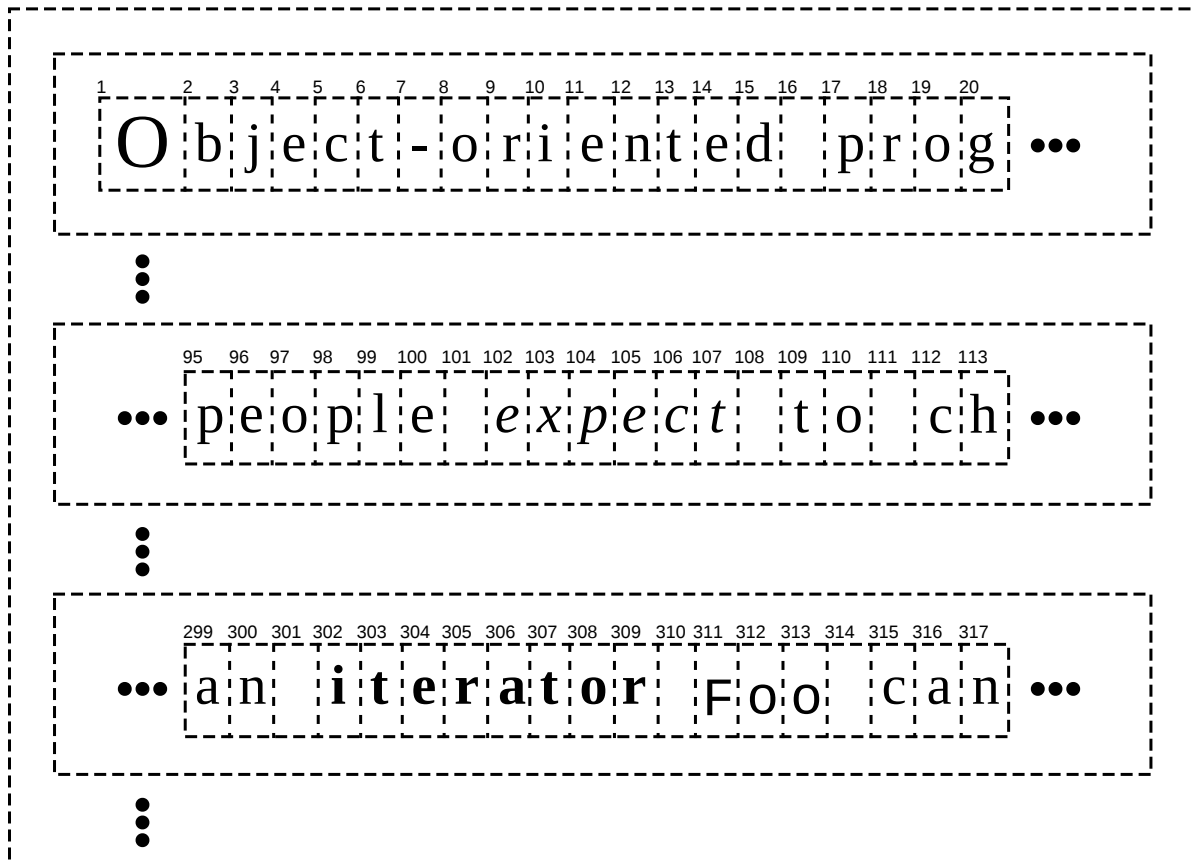 1 2 3 4 5 6 7 8 9 10 11 12 13 14 15 16 17 18 19 20
Object-oriented prog •••
95 96 97 98 99 100 101 102 103 104 105 106 107 108 109 110 111 112 113
••• people expect to ch •••
299 300 301 302 303 304 305 306 307 308 309 310 311 312 313 314 315 316 317
••• an iterator Foo can •••